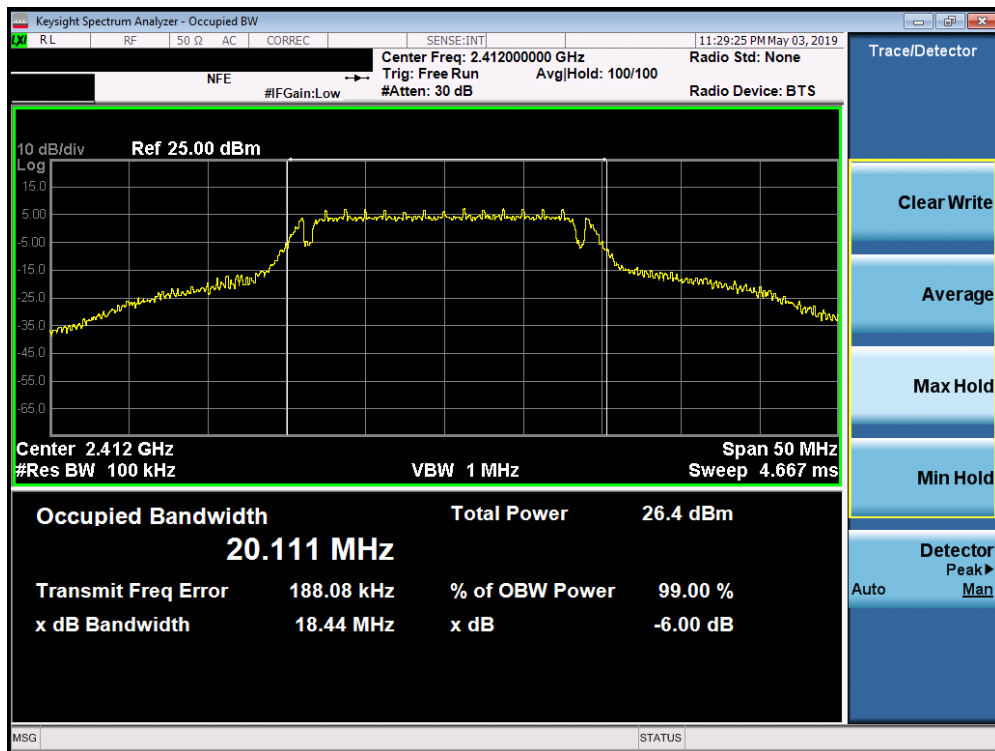 Keysight Spectrum Analyzer - Occupied BW
LXI RL RF 50 Ω AC CORREC SENSE:INT 11:29:25 PM May 03, 2019
Center Freq: 2.412000000 GHz Radio Std: None
NFE Trig: Free Run Avg|Hold: 100/100
#IFGain:Low #Atten: 30 dB Radio Device: BTS
10 dB/div Ref 25.00 dBm
Log
15.0
5.00
-5.00
-15.0
-25.0
-35.0
-45.0
-55.0
-65.0
Center 2.412 GHz Span 50 MHz
#Res BW 100 kHz VBW 1 MHz Sweep 4.667 ms
Occupied Bandwidth Total Power 26.4 dBm
20.111 MHz
Transmit Freq Error 188.08 kHz % of OBW Power 99.00 %
x dB Bandwidth 18.44 MHz x dB -6.00 dB
MSG STATUS
Trace/Detector
Clear Write
Average
Max Hold
Min Hold
Detector
Peak▶
Auto Man